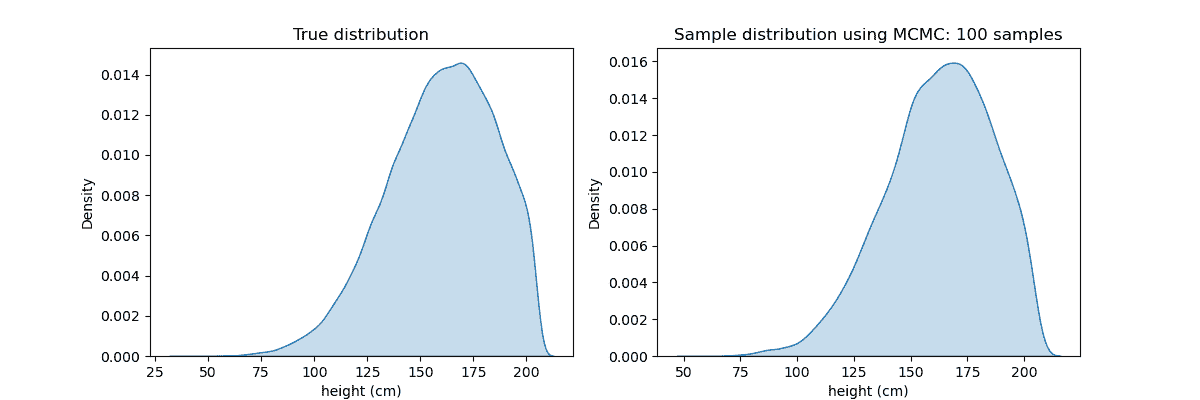 True distribution
0.014
0.012
0.010
0.008
0.006
0.004
0.002
0.000
Density
25 50 75 100 125 150 175 200
height (cm)
Sample distribution using MCMC: 100 samples
0.016
0.014
0.012
0.010
0.008
0.006
0.004
0.002
0.000
Density
50 75 100 125 150 175 200
height (cm)